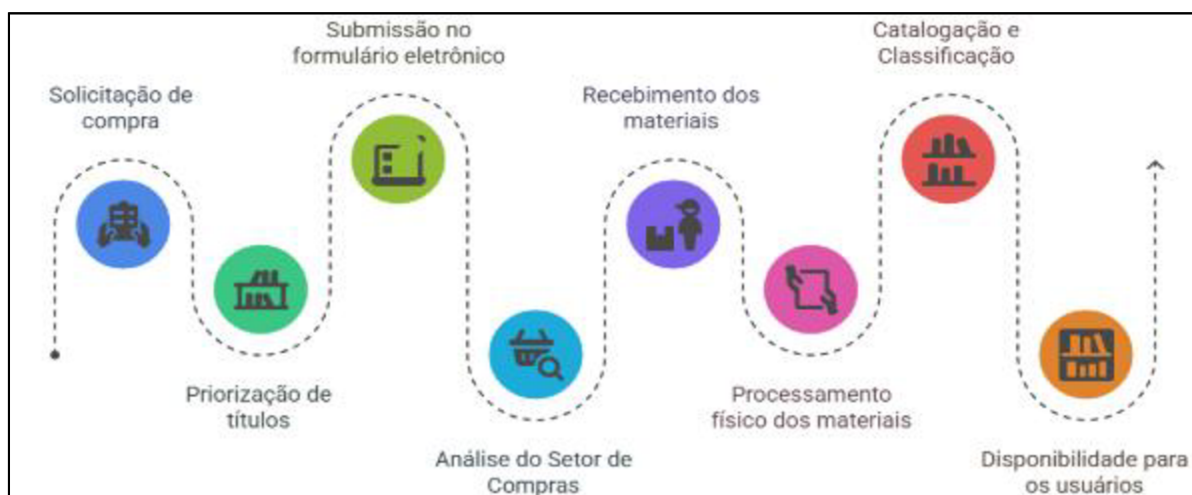 Solicitação de
compra
Priorização de
títulos
Submissão no
formulário eletrônico
Análise do Setor de
Compras
Recebimento dos
materiais
Processamento
físico dos materiais
Catalogação e
Classificação
Disponibilidade para
os usuários